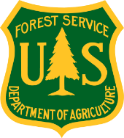 FOREST SERVICE
U S
DEPARTMENT OF AGRICULTURE